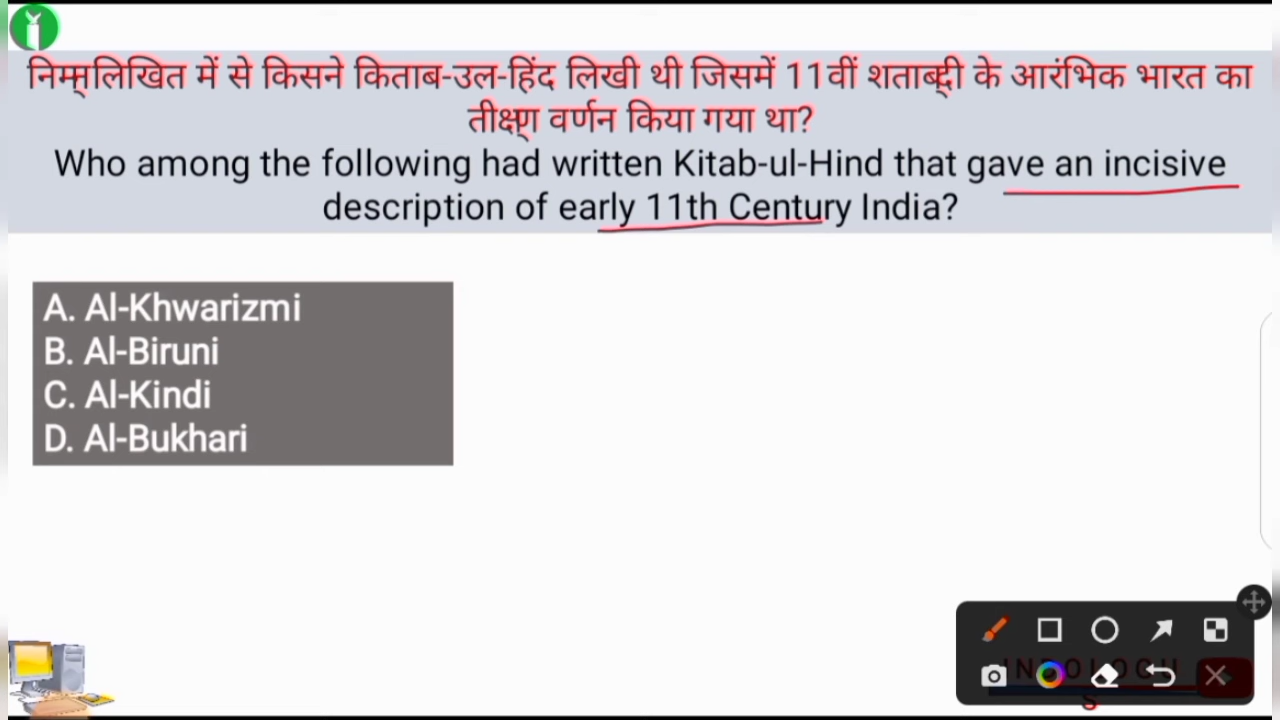 निम्नलिखित में से किसने किताब-उल-हिंद लिखी थी जिसमें 11वीं शताब्दी के आरंभिक भारत का
तीक्ष्ण वर्णन किया गया था?
Who among the following had written Kitab-ul-Hind that gave an incisive
description of early 11th Century India?
A. Al-Khwarizmi
B. Al-Biruni
C. Al-Kindi
D. Al-Bukhari